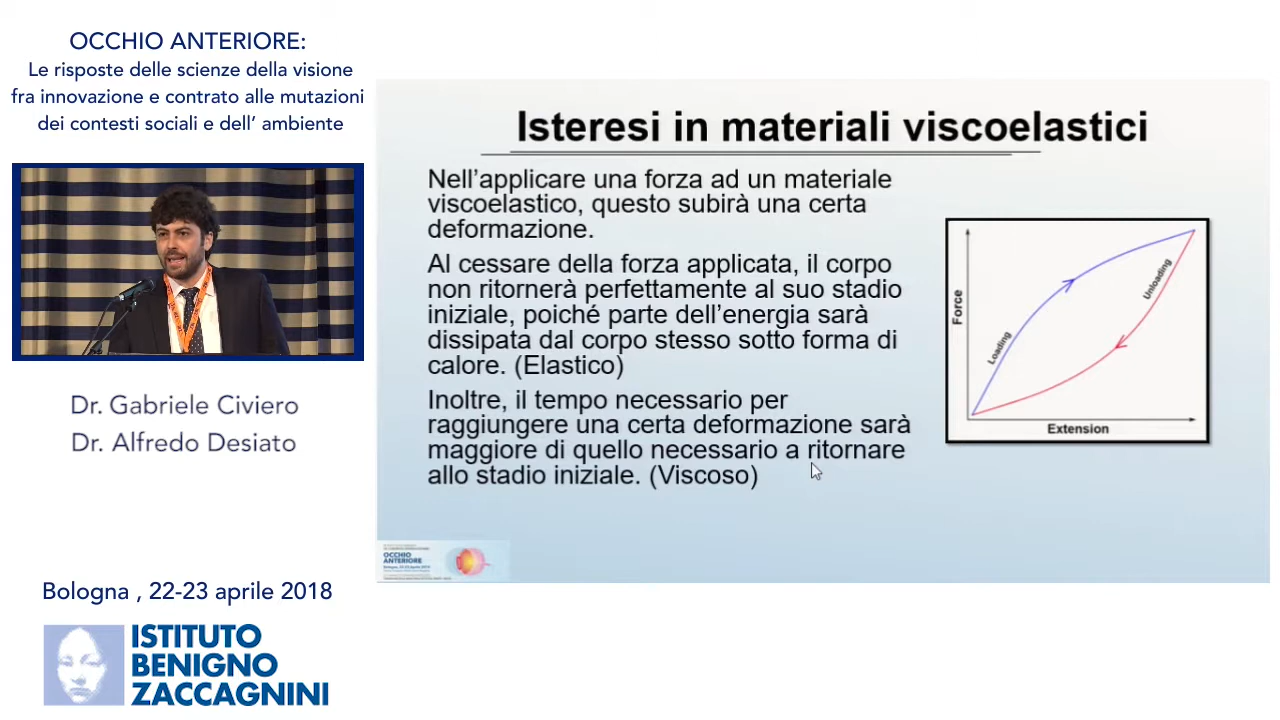 OCCHIO ANTERIORE:
Le risposte delle scienze della visione
fra innovazione e contrato alle mutazioni
dei contesti sociali e dell’ ambiente
Dr. Gabriele Civiero
Dr. Alfredo Desiato
Bologna , 22-23 aprile 2018
ISTITUTO
BENIGNO
ZACCAGNINI
Isteresi in materiali viscoelastici
Nell’applicare una forza ad un materiale
viscoelastico, questo subirà una certa
deformazione.
Al cessare della forza applicata, il corpo
non ritornerà perfettamente al suo stadio
iniziale, poiché parte dell’energia sarà
dissipata dal corpo stesso sotto forma di
calore. (Elastico)
Inoltre, il tempo necessario per
raggiungere una certa deformazione sarà
maggiore di quello necessario a ritornare
allo stadio iniziale. (Viscoso)
Force
Loading
Unloading
Extension
OCCHIO
ANTERIORE